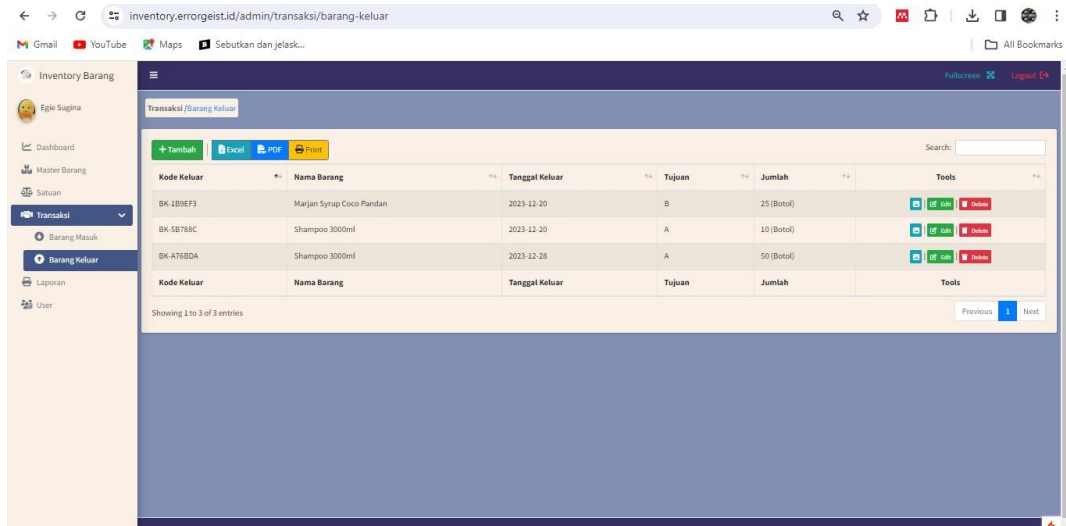 inventory.errorgeist.id/admin/transaksi/barang-keluar
Gmail YouTube Maps Sebutkan dan jelask... All Bookmarks
Inventory Barang Fullscreen Logout
Egie Sugina
Transaksi /Barang Keluar
Dashboard
Master Barang
Satuan
Transaksi
Barang Masuk
Barang Keluar
Laporan
User
+ Tambah | Excel PDF Print Search:
Kode Keluar Nama Barang Tanggal Keluar Tujuan Jumlah Tools
BK-1B9EF3 Marjan Syrup Coco Pandan 2023-12-20 B 25 (Botol) | Edit | Delete
BK-5B788C Shampoo 3000ml 2023-12-20 A 10 (Botol) | Edit | Delete
BK-A76BDA Shampoo 3000ml 2023-12-28 A 50 (Botol) | Edit | Delete
Kode Keluar Nama Barang Tanggal Keluar Tujuan Jumlah Tools
Showing 1 to 3 of 3 entries Previous 1 Next